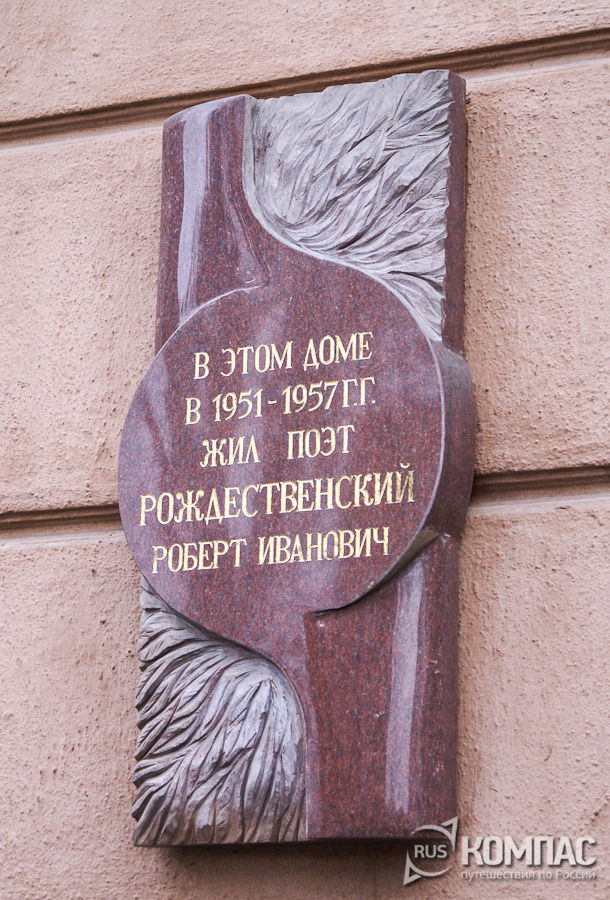 В ЭТОМ ДОМЕ
В 1951-1957 Г.Г.
ЖИЛ ПОЭТ
РОЖДЕСТВЕНСКИЙ
РОБЕРТ ИВАНОВИЧ
RUS КОМПАС
путешествия по России